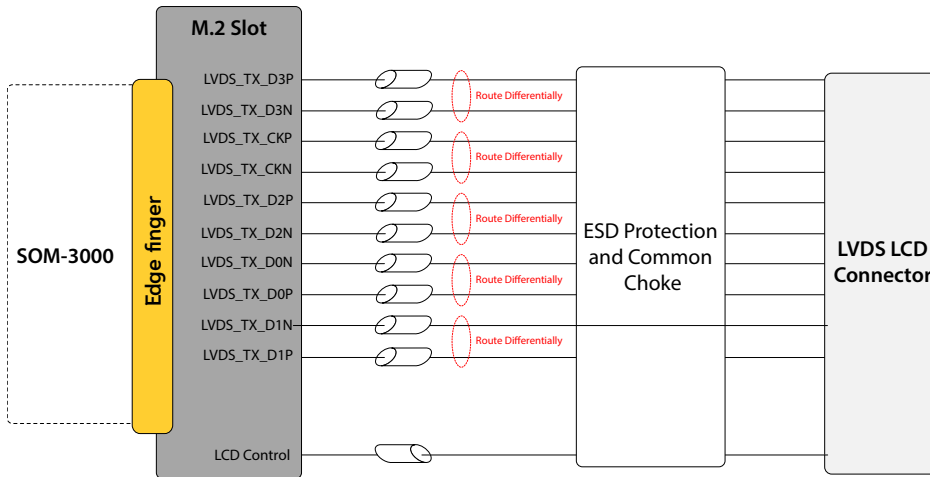 M.2 Slot
LVDS_TX_D3P
Route Differentially
LVDS_TX_D3N
LVDS_TX_CKP
Route Differentially
LVDS_TX_CKN
LVDS_TX_D2P
Route Differentially
LVDS_TX_D2N
LVDS_TX_D0N
Route Differentially
LVDS_TX_D0P
LVDS_TX_D1N
Route Differentially
LVDS_TX_D1P
LCD Control
SOM-3000
Edge finger
ESD Protection
and Common
Choke
LVDS LCD
Connector